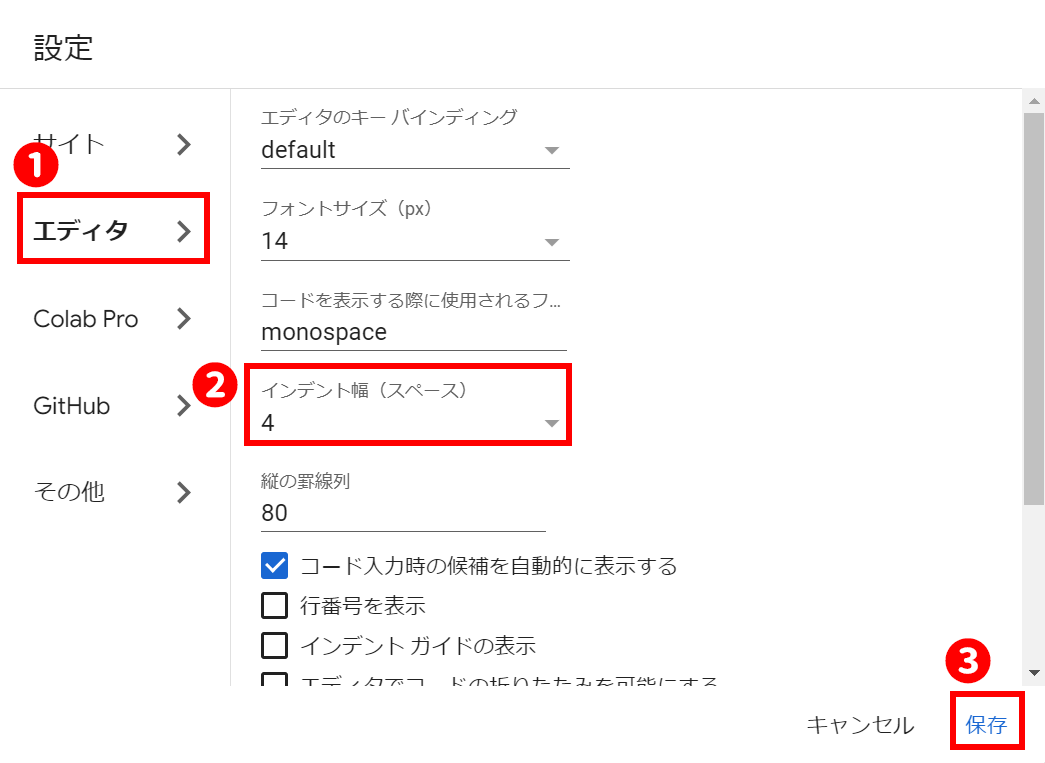 設定
サイト
1
エディタ
Colab Pro
GitHub
その他
エディタのキー バインディング
default
フォントサイズ（px）
14
コードを表示する際に使用されるフ...
monospace
2
インデント幅（スペース）
4
縦の罫線列
80
コード入力時の候補を自動的に表示する
行番号を表示
インデント ガイドの表示
エディタでコードの折りたたみを可能にする
3
キャンセル
保存